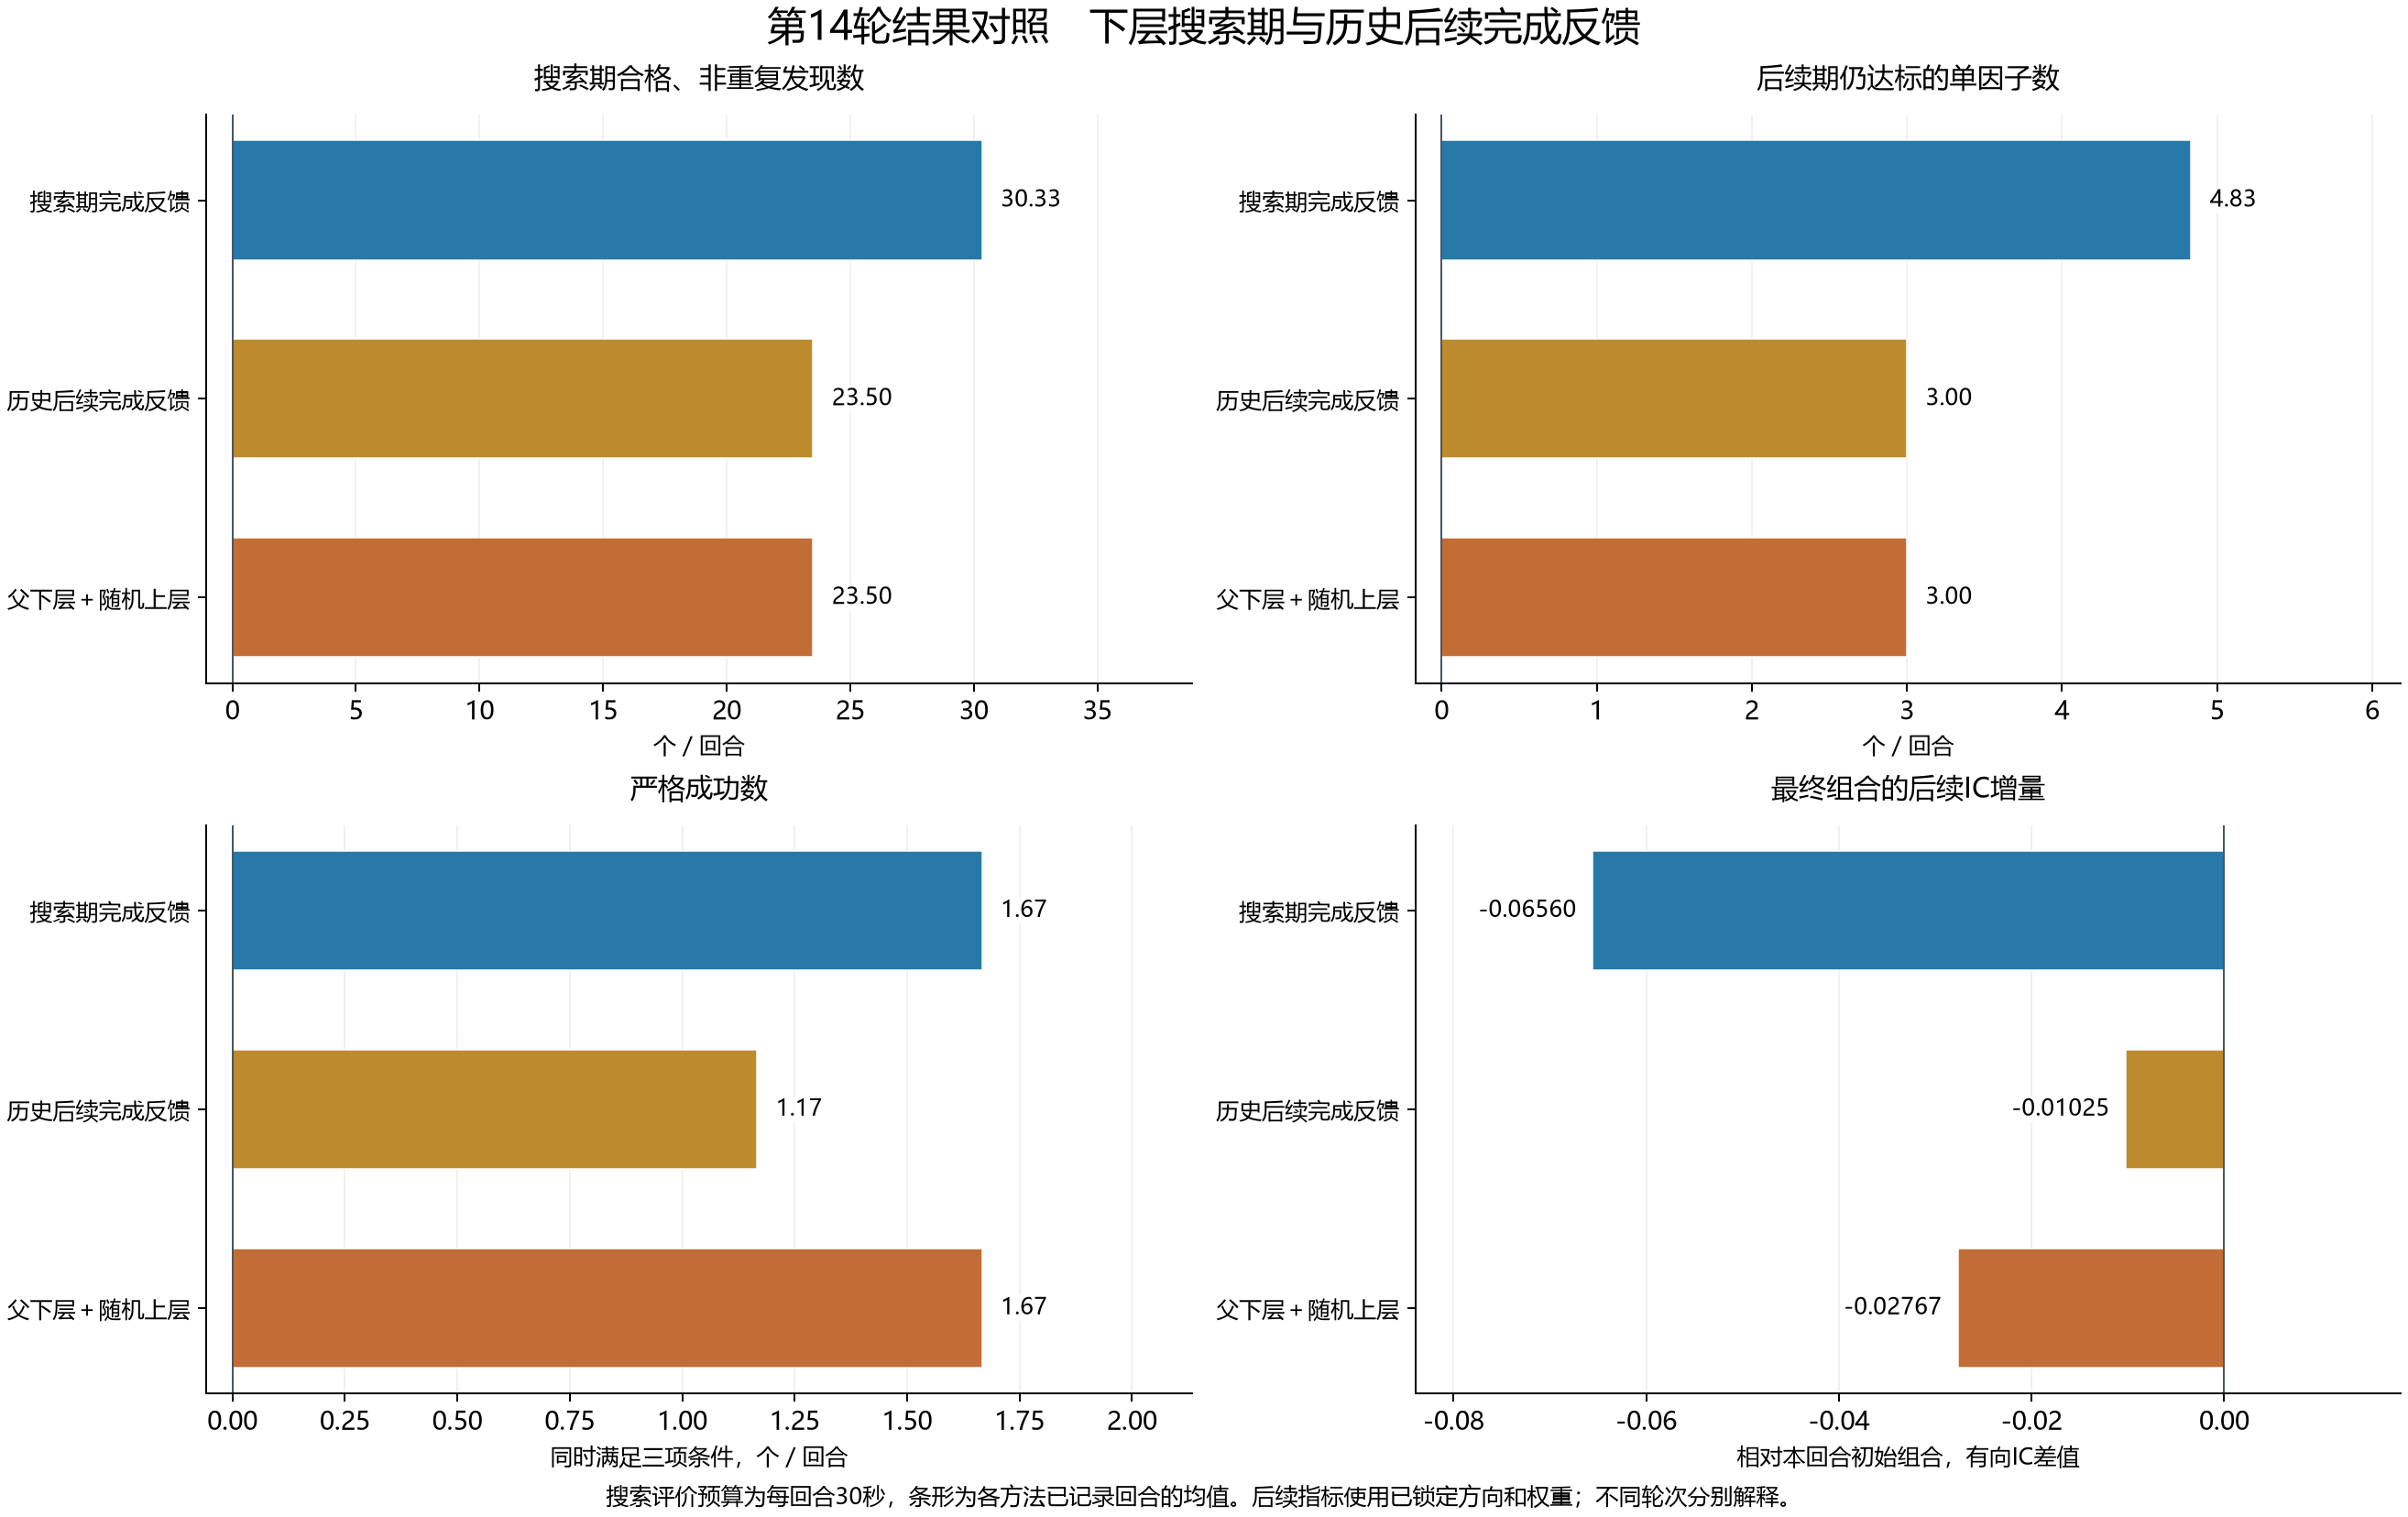 第14轮结果对照　下层搜索期与历史后续完成反馈
搜索期合格、非重复发现数
搜索期完成反馈
30.33
历史后续完成反馈
23.50
父下层＋随机上层
23.50
0 5 10 15 20 25 30 35
个 / 回合
后续期仍达标的单因子数
搜索期完成反馈
4.83
历史后续完成反馈
3.00
父下层＋随机上层
3.00
0 1 2 3 4 5 6
个 / 回合
严格成功数
搜索期完成反馈
1.67
历史后续完成反馈
1.17
父下层＋随机上层
1.67
0.00 0.25 0.50 0.75 1.00 1.25 1.50 1.75 2.00
同时满足三项条件，个 / 回合
最终组合的后续IC增量
搜索期完成反馈
-0.06560
历史后续完成反馈
-0.01025
父下层＋随机上层
-0.02767
-0.08 -0.06 -0.04 -0.02 0.00
相对本回合初始组合，有向IC差值
搜索评价预算为每回合30秒，条形为各方法已记录回合的均值。后续指标使用已锁定方向和权重；不同轮次分别解释。